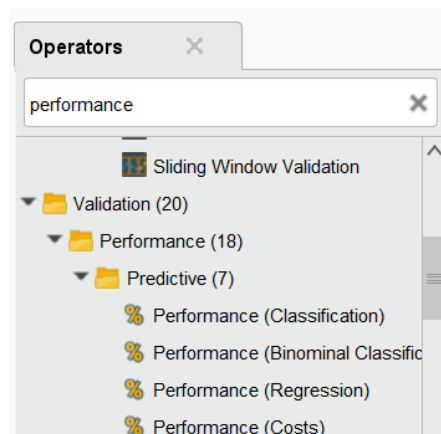 Operators
performance
Sliding Window Validation
Validation (20)
Performance (18)
Predictive (7)
Performance (Classification)
Performance (Binominal Classific
Performance (Regression)
Performance (Costs)